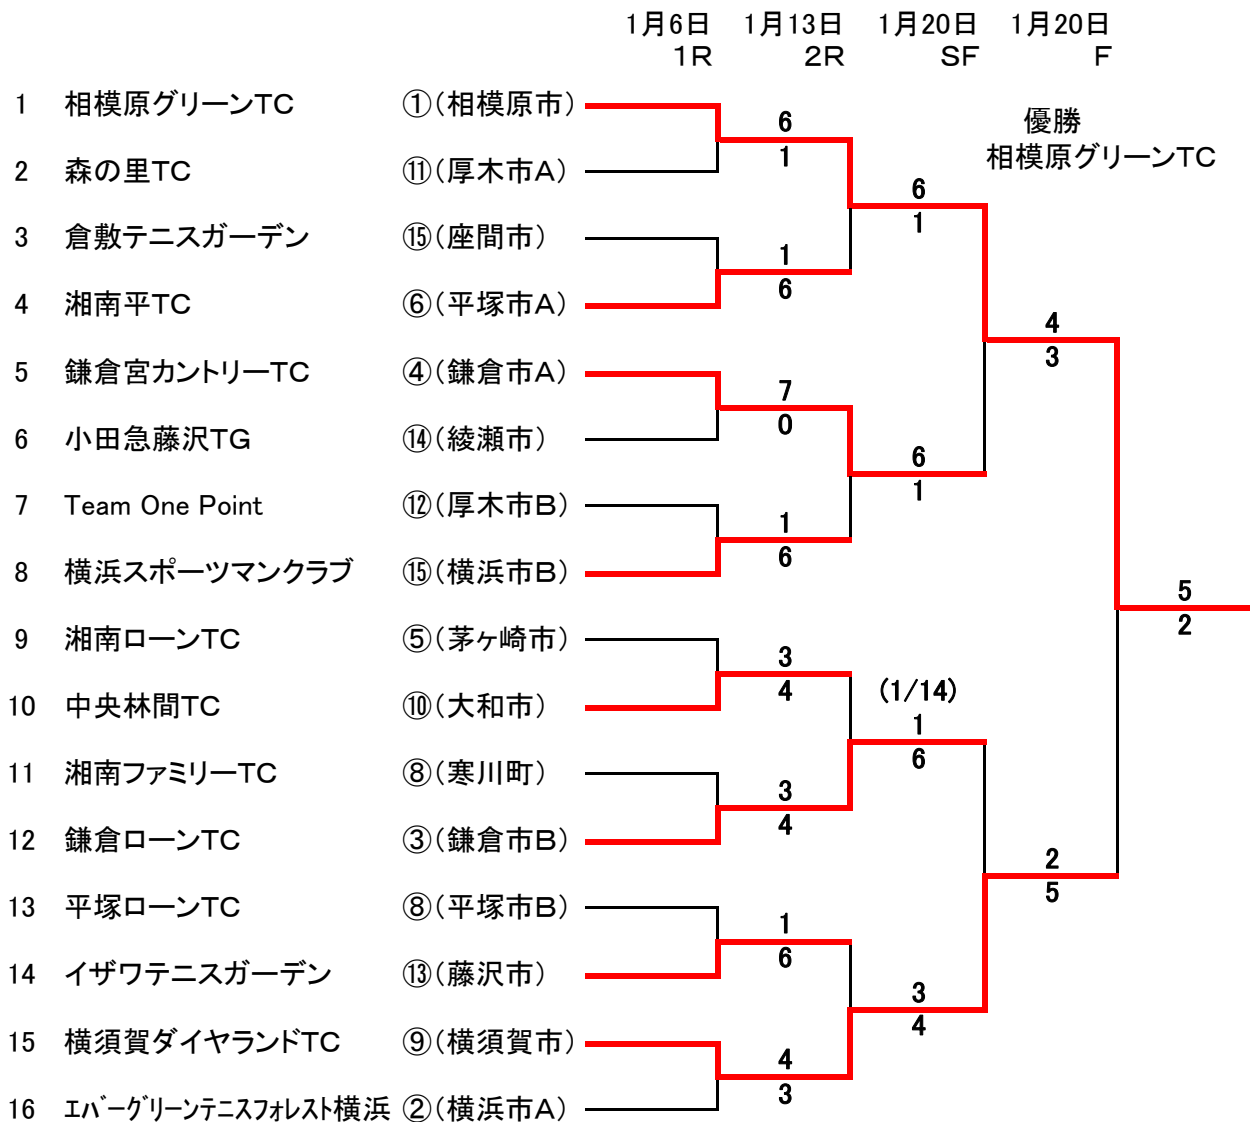 1月6日 1月13日 1月20日 1月20日
1R 2R SF F
1 相模原グリーンTC ①(相模原市)
6
優勝
1
相模原グリーンTC
2 森の里TC ⑪(厚木市A)
6
1
3 倉敷テニスガーデン ⑮(座間市)
1
6
4 湘南平TC ⑥(平塚市A)
4
3
5 鎌倉宮カントリーTC ④(鎌倉市A)
7
0
6 小田急藤沢TG ⑭(綾瀬市)
6
1
7 Team One Point ⑫(厚木市B)
1
6
8 横浜スポーツマンクラブ ⑮(横浜市B)
5
2
9 湘南ローンTC ⑤(茅ヶ崎市)
3
4
(1/14)
10 中央林間TC ⑩(大和市)
1
6
11 湘南ファミリーTC ⑧(寒川町)
3
4
12 鎌倉ローンTC ③(鎌倉市B)
2
5
13 平塚ローンTC ⑧(平塚市B)
1
6
14 イザワテニスガーデン ⑬(藤沢市)
3
4
15 横須賀ダイヤランドTC ⑨(横須賀市)
4
3
16 ｴﾊﾞｰｸﾞﾘｰﾝﾃﾆｽﾌｫﾚｽﾄ横浜 ②(横浜市A)